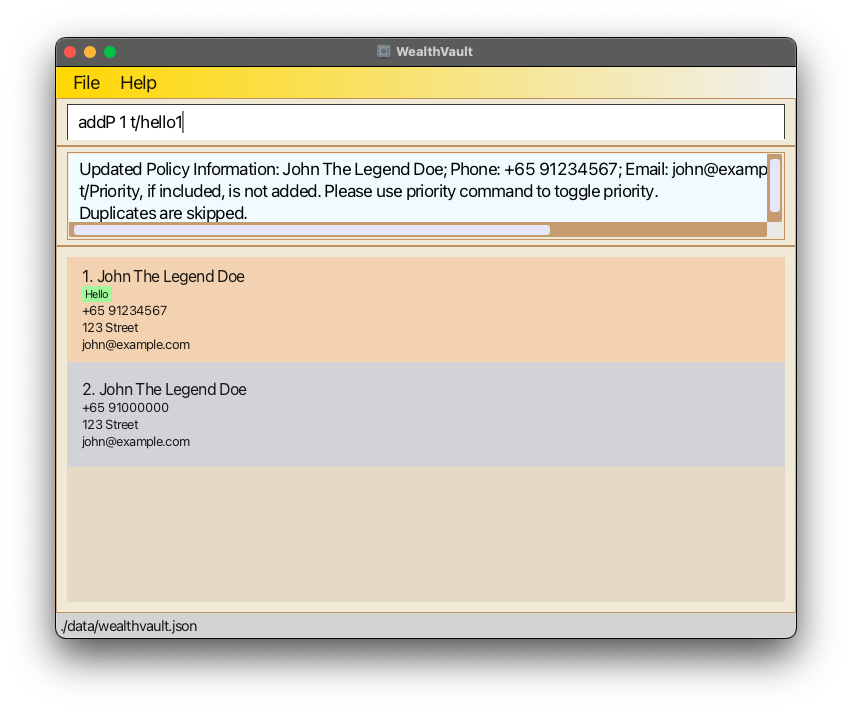 WealthVault
File Help
addP 1 t/hello1
Updated Policy Information: John The Legend Doe; Phone: +65 91234567; Email: john@examp
t/Priority, if included, is not added. Please use priority command to toggle priority.
Duplicates are skipped.
1. John The Legend Doe
Hello
+65 91234567
123 Street
john@example.com
2. John The Legend Doe
+65 91000000
123 Street
john@example.com
./data/wealthvault.json